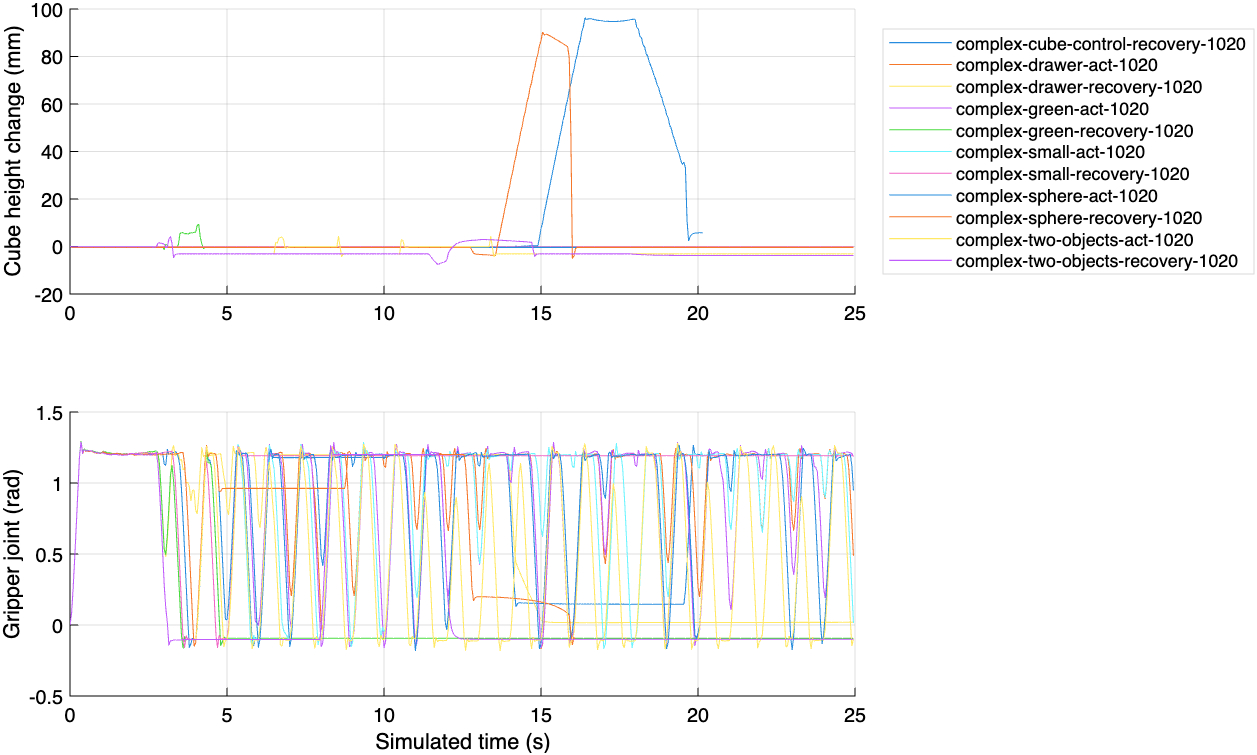 100
80
60
40
20
0
-20
0 5 10 15 20 25
Cube height change (mm)
complex-cube-control-recovery-1020
complex-drawer-act-1020
complex-drawer-recovery-1020
complex-green-act-1020
complex-green-recovery-1020
complex-small-act-1020
complex-small-recovery-1020
complex-sphere-act-1020
complex-sphere-recovery-1020
complex-two-objects-act-1020
complex-two-objects-recovery-1020
1.5
1
0.5
0
-0.5
0 5 10 15 20 25
Gripper joint (rad)
Simulated time (s)